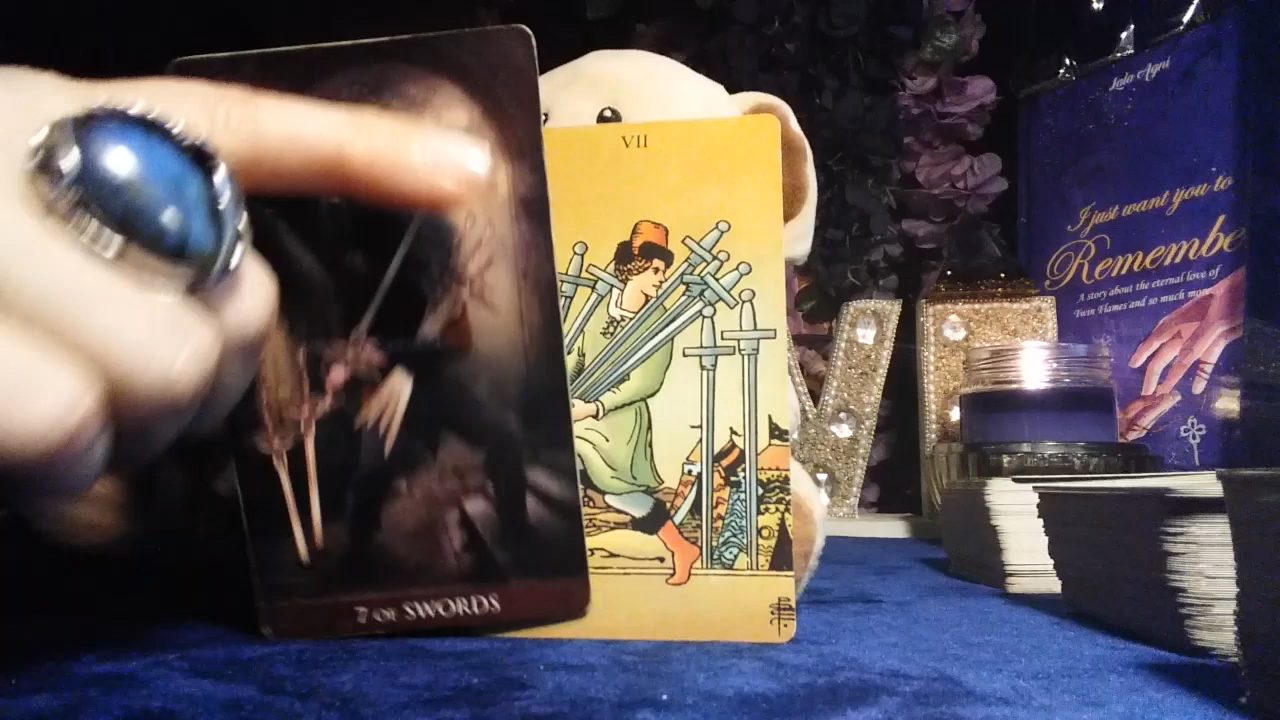 VII
7 OF SWORDS
Lala Agni
I just want you to
Remembe
A story about the eternal love of
Twin Flames and so much more